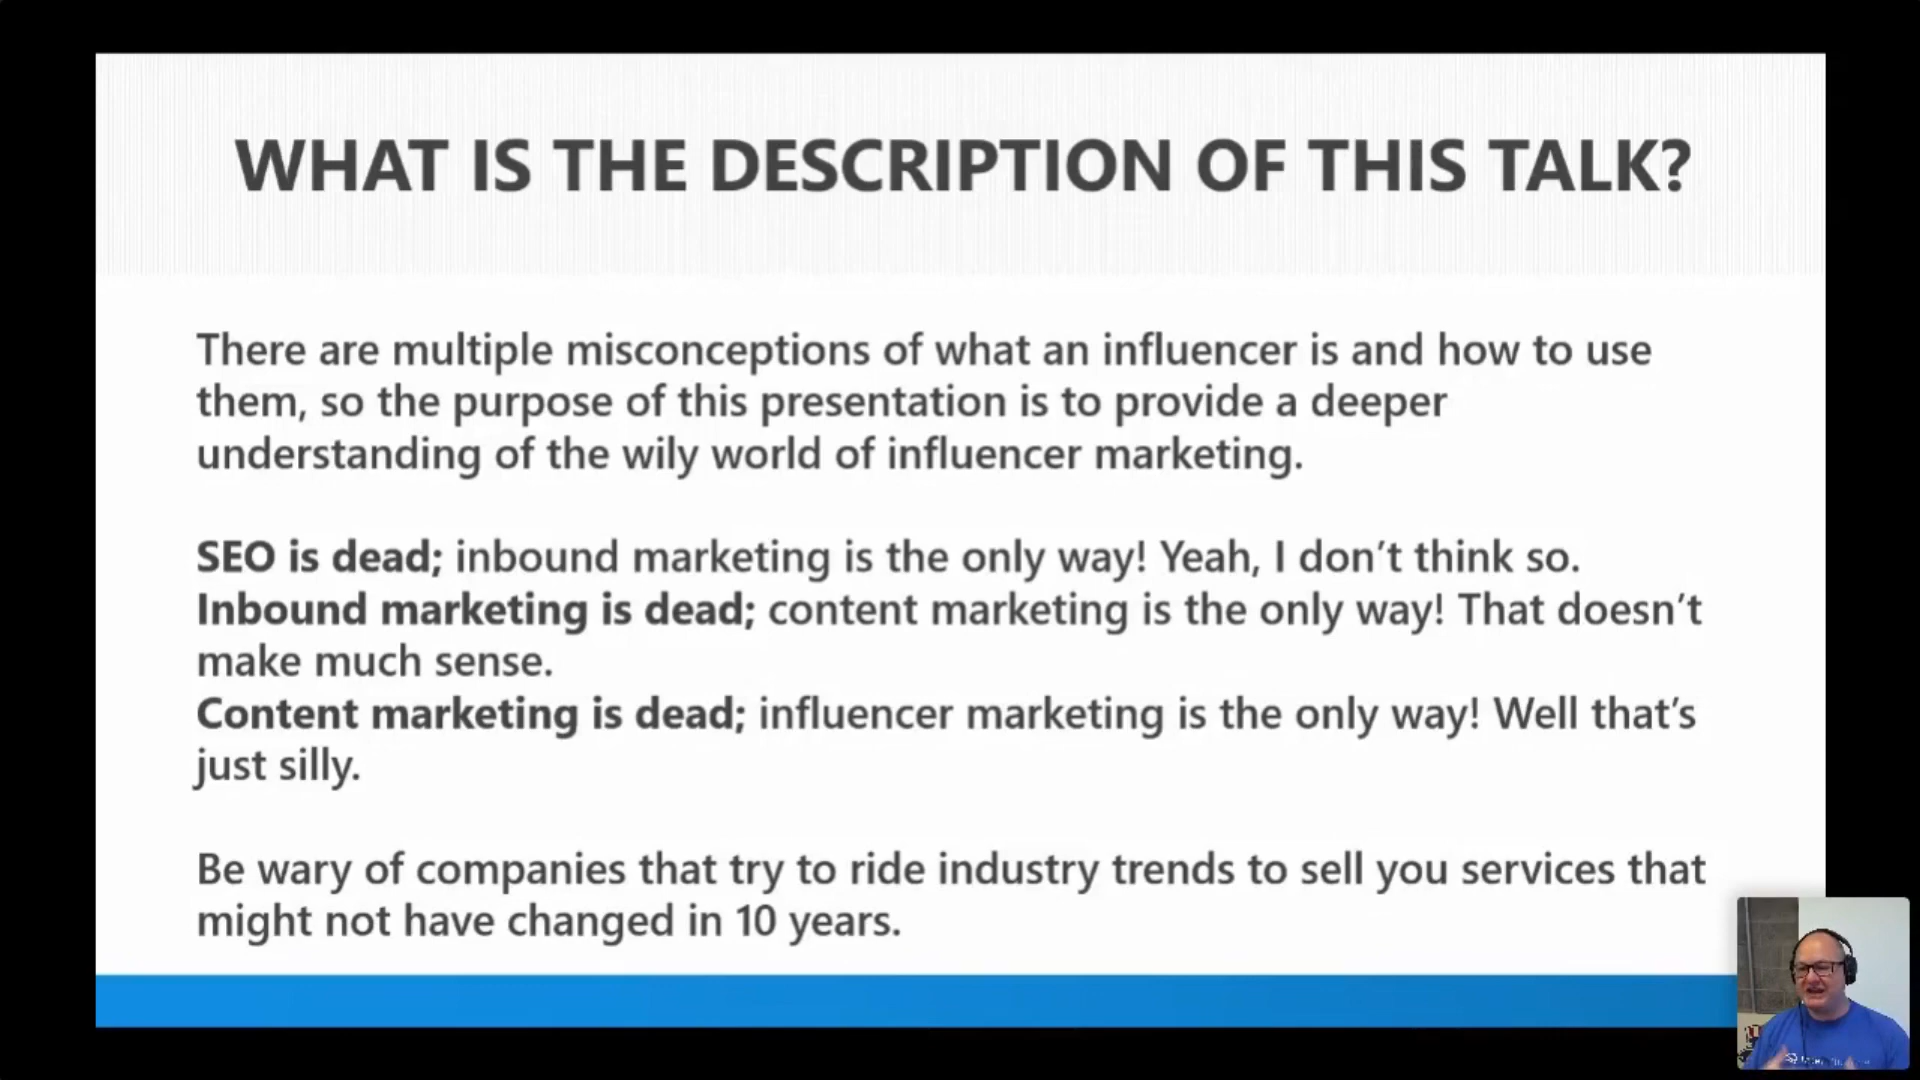 WHAT IS THE DESCRIPTION OF THIS TALK?
There are multiple misconceptions of what an influencer is and how to use
them, so the purpose of this presentation is to provide a deeper
understanding of the wily world of influencer marketing.
SEO is dead; inbound marketing is the only way! Yeah, I don’t think so.
Inbound marketing is dead; content marketing is the only way! That doesn’t
make much sense.
Content marketing is dead; influencer marketing is the only way! Well that’s
just silly.
Be wary of companies that try to ride industry trends to sell you services that
might not have changed in 10 years.